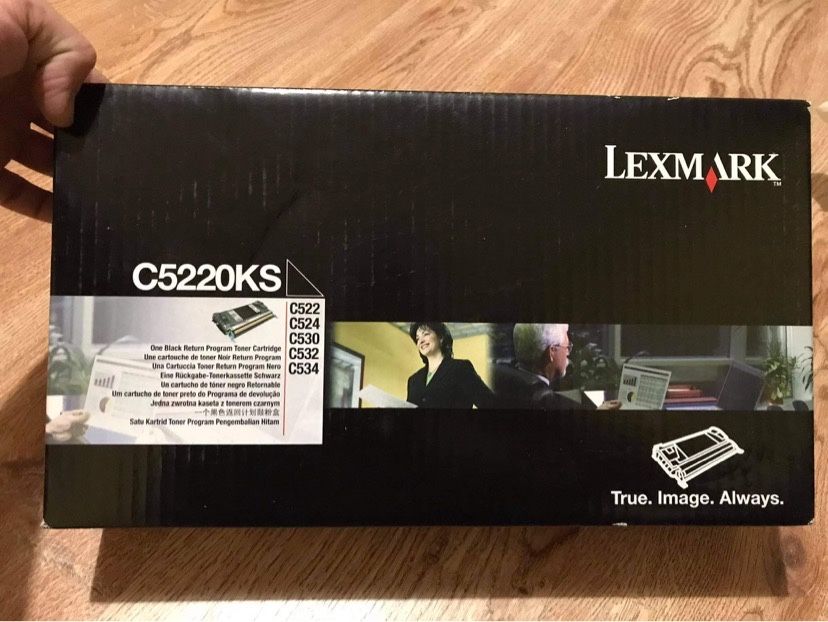 LEXMARK™
C5220KS
C522
C524
C530
C532
C534
One Black Return Program Toner Cartridge
Une cartouche de toner Noir Return Program
Una Cartuccia Toner Return Program Nero
Eine Rückgabe-Tonerkassette Schwarz
Un cartucho de tóner negro Retornable
Um cartucho de toner preto do Programa de devolução
Jedna zwrotna kaseta z tonerem czarnym
一个黑色返回计划鼓粉盒
Satu Kartrid Toner Program Pengembalian Hitam
True. Image. Always.